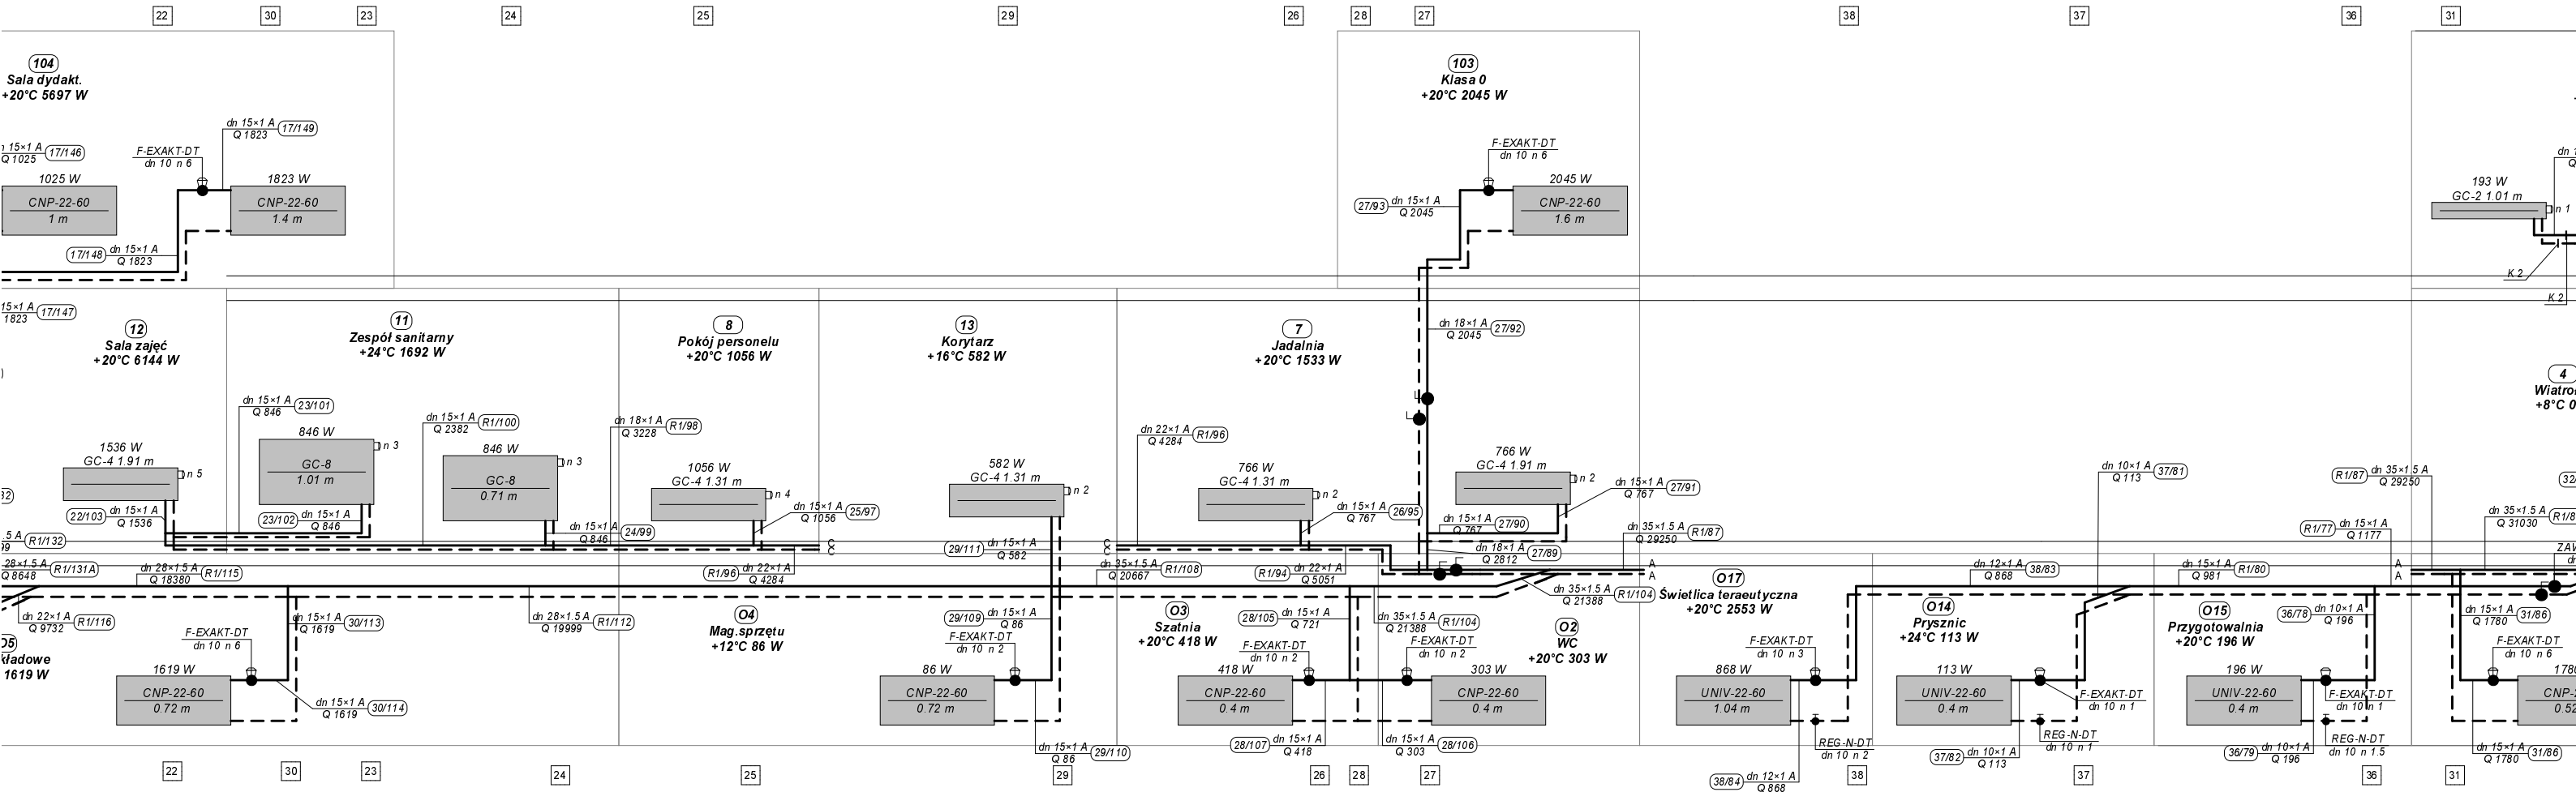 22
30
23
24
25
29
26
28
27
38
37
36
31
104
Sala dydakt.
+20°C 5697 W
103
Klasa 0
+20°C 2045 W
dn 15×1 A
Q 1823
17/149
15×1 A
Q 1025
17/146
F-EXAKT-DT
dn 10 n 6
1025 W
CNP-22-60
1 m
1823 W
CNP-22-60
1.4 m
17/148
dn 15×1 A
Q 1823
F-EXAKT-DT
dn 10 n 6
2045 W
CNP-22-60
1.6 m
27/93
dn 15×1 A
Q 2045
193 W
GC-2 1.01 m
n 1
K 2
K 2
15×1 A
1823
17/147
12
Sala zajęć
+20°C 6144 W
11
Zespół sanitarny
+24°C 1692 W
8
Pokój personelu
+20°C 1056 W
13
Korytarz
+16°C 582 W
7
Jadalnia
+20°C 1533 W
dn 18×1 A
Q 2045
27/92
4
+8°C 0
dn 15×1 A
Q 846
23/101
dn 15×1 A
Q 2382
R1/100
dn 18×1 A
Q 3228
R1/98
dn 22×1 A
Q 4284
R1/96
1536 W
GC-4 1.91 m
n 5
846 W
GC-8
1.01 m
n 3
846 W
GC-8
0.71 m
n 3
1056 W
GC-4 1.31 m
n 4
582 W
GC-4 1.31 m
n 2
766 W
GC-4 1.31 m
n 2
766 W
GC-4 1.91 m
n 2
dn 15×1 A
Q 767
27/91
dn 10×1 A
Q 113
37/81
R1/87
dn 35×1.5 A
Q 29250
22/103
dn 15×1 A
Q 1536
23/102
dn 15×1 A
Q 846
dn 15×1 A
Q 846
24/99
dn 15×1 A
Q 1056
25/97
dn 15×1 A
Q 767
26/95
dn 15×1 A
Q 767
27/90
dn 35×1.5 A
Q 29250
R1/87
R1/77
dn 15×1 A
Q 1177
dn 35×1.5 A
Q 31030
R1/132
C
C
29/111
dn 15×1 A
Q 582
C
C
dn 18×1 A
Q 2812
27/89
28×1.5 A
Q 8648
R1/131A
dn 28×1.5 A
Q 18380
R1/115
R1/96
dn 22×1 A
Q 4284
dn 35×1.5 A
Q 20667
R1/108
R1/94
dn 22×1 A
Q 5051
A
A
dn 12×1 A
Q 868
38/83
dn 15×1 A
Q 981
R1/80
A
A
dn 22×1 A
Q 9732
R1/116
dn 15×1 A
Q 1619
30/113
dn 28×1.5 A
Q 19999
R1/112
O4
Mag.sprzętu
+12°C 86 W
29/109
dn 15×1 A
Q 86
O3
Szatnia
+20°C 418 W
28/105
dn 15×1 A
Q 721
dn 35×1.5 A
Q 21388
R1/104
dn 35×1.5 A
Q 21388
R1/104
O2
WC
+20°C 303 W
O17
Świetlica teraeutyczna
+20°C 2553 W
O14
Prysznic
+24°C 113 W
O15
Przygotowalnia
+20°C 196 W
36/78
dn 10×1 A
Q 196
dn 15×1 A
Q 1780
31/86
1619 W
F-EXAKT-DT
dn 10 n 6
1619 W
CNP-22-60
0.72 m
dn 15×1 A
Q 1619
30/114
F-EXAKT-DT
dn 10 n 2
86 W
CNP-22-60
0.72 m
dn 15×1 A
Q 86
29/110
F-EXAKT-DT
dn 10 n 2
418 W
CNP-22-60
0.4 m
28/107
dn 15×1 A
Q 418
F-EXAKT-DT
dn 10 n 2
303 W
CNP-22-60
0.4 m
dn 15×1 A
Q 303
28/106
F-EXAKT-DT
dn 10 n 3
868 W
UNIV-22-60
1.04 m
REG-N-DT
dn 10 n 2
38/84
dn 12×1 A
Q 868
113 W
UNIV-22-60
0.4 m
F-EXAKT-DT
dn 10 n 1
REG-N-DT
dn 10 n 1
37/82
dn 10×1 A
Q 113
196 W
UNIV-22-60
0.4 m
F-EXAKT-DT
dn 10 n 1
REG-N-DT
dn 10 n 1.5
36/79
dn 10×1 A
Q 196
F-EXAKT-DT
dn 10 n 6
dn 15×1 A
Q 1780
31/86
22
30
23
24
25
29
26
28
27
38
37
36
31